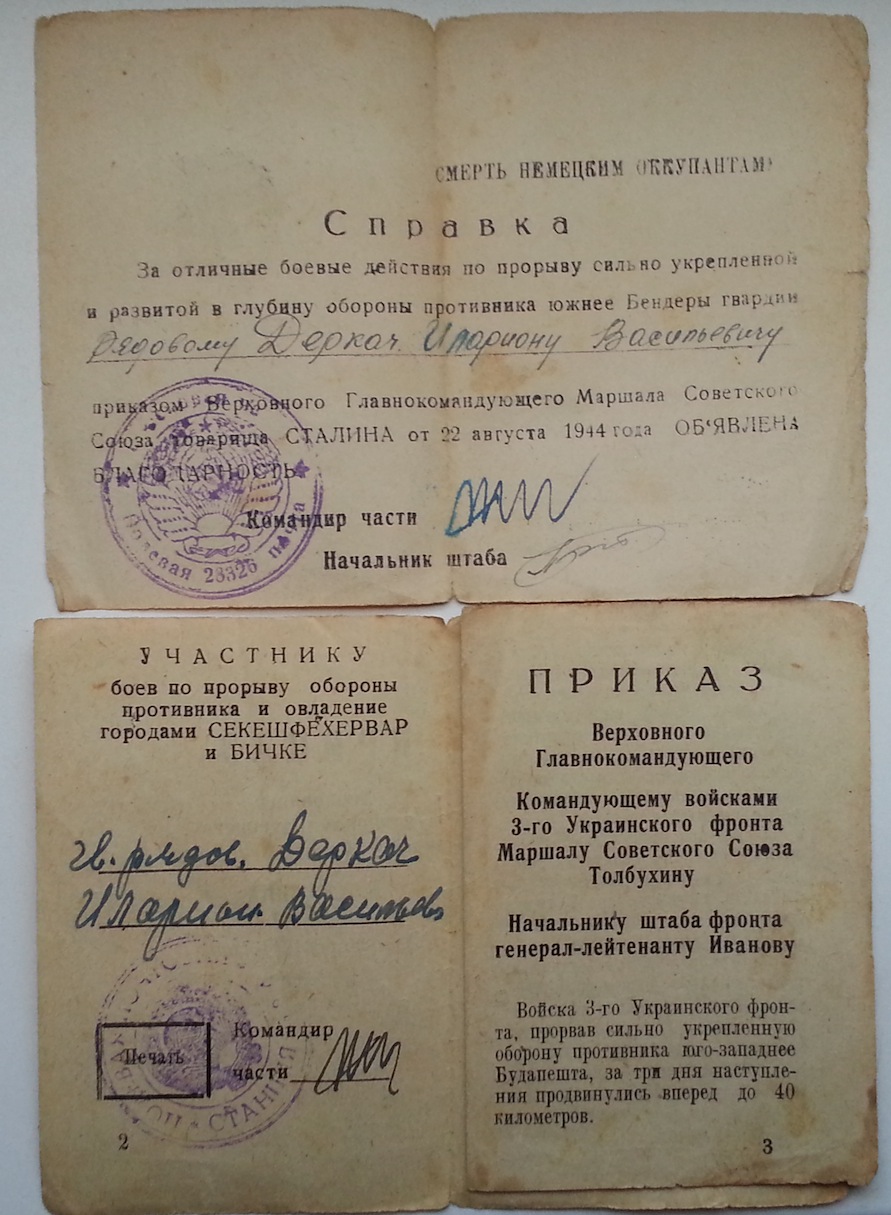 СМЕРТЬ НЕМЕЦКИМ ОККУПАНТАМ!
Справка
За отличные боевые действия по прорыву сильно укрепленной
и развитой в глубину обороны противника южнее Бендеры гвардии
Рядовому Деркач Илариону Васильевичу
приказом Верховного Главнокомандующего Маршала Советского
Союза товарища СТАЛИНА от 22 августа 1944 года ОБ'ЯВЛЕНА
БЛАГОДАРНОСТЬ
Командир части
Начальник штаба
Полевая 28326 почта
УЧАСТНИКУ
боев по прорыву обороны
противника и овладение
городами СЕКЕШФЕХЕРВАР
и БИЧКЕ
гв. рядов. Деркач
Иларион Васильев
Командир
Печать
части
СТАНЦ
2
ПРИКАЗ
Верховного
Главнокомандующего
Командующему войсками
3-го Украинского фронта
Маршалу Советского Союза
Толбухину
Начальнику штаба фронта
генерал-лейтенанту Иванову
Войска 3-го Украинского фрон-
та, прорвав сильно укрепленную
оборону противника юго-западнее
Будапешта, за три дня наступле-
ния продвинулись вперед до 40
километров.
3